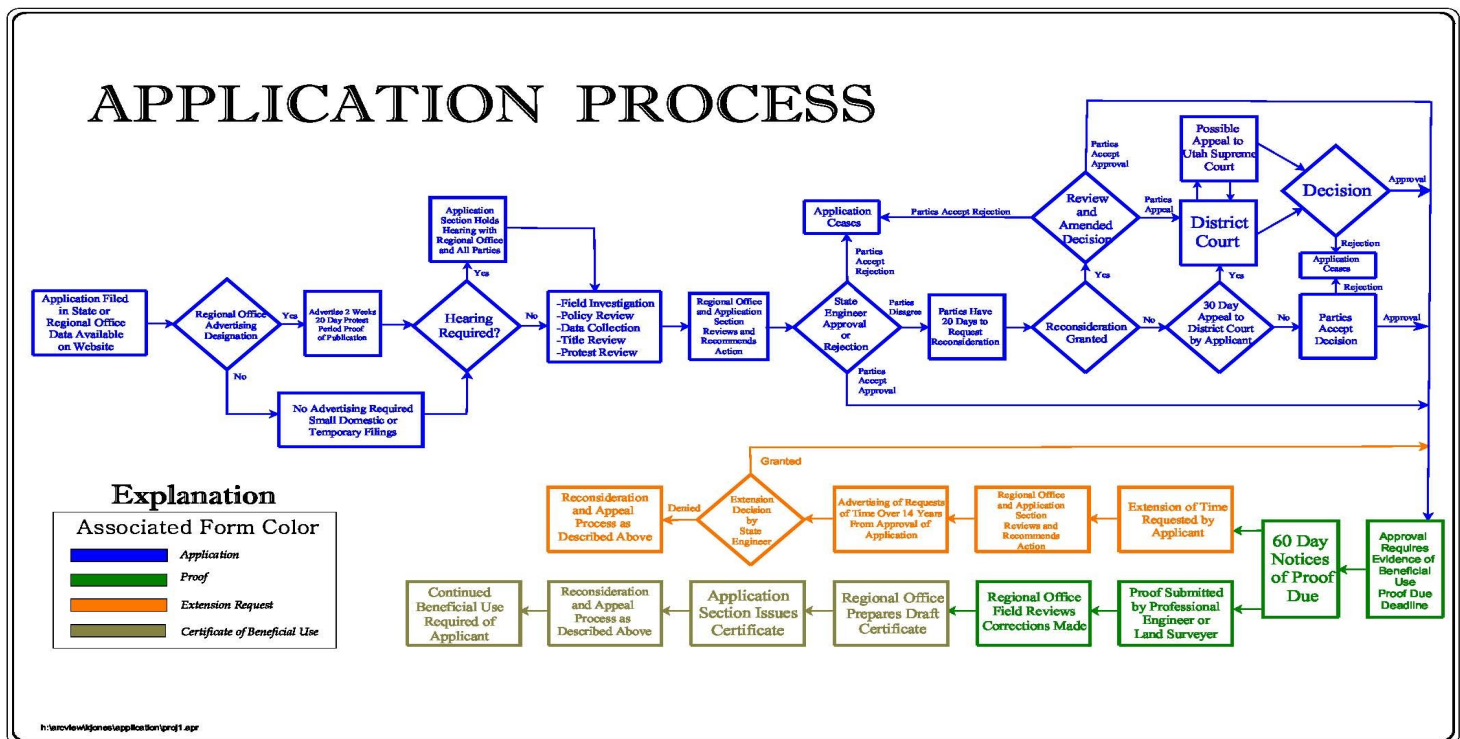 APPLICATION PROCESS
Application Filed
in State or
Regional Office
Data Available
on Website
Regional Office
Advertising
Designation
Yes
No
Advertise 2 Weeks
20 Day Protest
Period Proof
of Publication
No Advertising Required
Small Domestic or
Temporary Filings
Hearing
Required?
Yes
No
Application
Section Holds
Hearing with
Regional Office
and All Parties
-Field Investigation
-Policy Review
-Data Collection
-Title Review
-Protest Review
Regional Office
and Application
Section
Reviews and
Recommends
Action
State
Engineer
Approval
or
Rejection
Parties
Accept
Rejection
Application
Ceases
Parties
Disagree
Parties
Accept
Approval
Parties Have
20 Days to
Request
Reconsideration
Reconsideration
Granted
Yes
No
Review
and
Amended
Decision
Parties Accept Rejection
Parties
Accept
Approval
Parties
Appeal
30 Day
Appeal to
District Court
by Applicant
Yes
No
District
Court
Possible
Appeal to
Utah Supreme
Court
Decision
Approval
Rejection
Application
Ceases
Rejection
Parties
Accept
Decision
Approval
Approval
Requires
Evidence of
Beneficial
Use
Proof Due
Deadline
60 Day
Notices
of Proof
Due
Extension of Time
Requested by
Applicant
Regional Office
and Application
Section
Reviews and
Recommends
Action
Advertising of Requests
of Time Over 14 Years
From Approval of
Application
Extension
Decision
by
State
Engineer
Granted
Denied
Reconsideration
and Appeal
Process as
Described Above
Proof Submitted
by Professional
Engineer or
Land Surveyer
Regional Office
Field Reviews
Corrections Made
Regional Office
Prepares Draft
Certificate
Application
Section Issues
Certificate
Reconsideration
and Appeal
Process as
Described Above
Continued
Beneficial Use
Required of
Applicant
Explanation
Associated Form Color
Application
Proof
Extension Request
Certificate of Beneficial Use
h:\arcview\kjones\application\proj1.apr